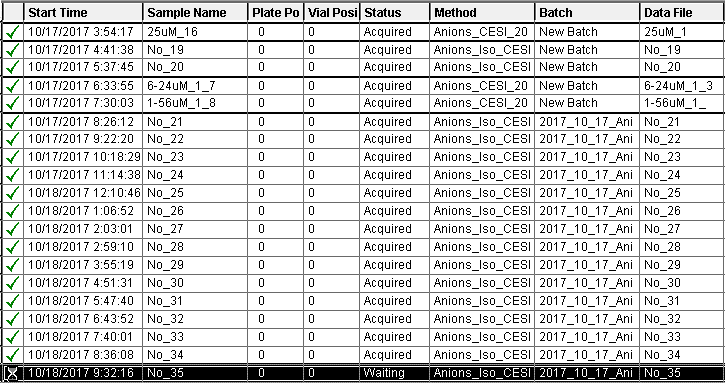 Start Time Sample Name Plate Po Vial Posi Status Method Batch Data File
10/17/2017 3:54:17 25uM_16 0 0 Acquired Anions_CESI_20 New Batch 25uM_1
10/17/2017 4:41:38 No_19 0 0 Acquired Anions_Iso_CESI New Batch No_19
10/17/2017 5:37:45 No_20 0 0 Acquired Anions_Iso_CESI New Batch No_20
10/17/2017 6:33:55 6-24uM_1_7 0 0 Acquired Anions_CESI_20 New Batch 6-24uM_1_3
10/17/2017 7:30:03 1-56uM_1_8 0 0 Acquired Anions_CESI_20 New Batch 1-56uM_1_
10/17/2017 8:26:12 No_21 0 0 Acquired Anions_Iso_CESI 2017_10_17_Ani No_21
10/17/2017 9:22:20 No_22 0 0 Acquired Anions_Iso_CESI 2017_10_17_Ani No_22
10/17/2017 10:18:29 No_23 0 0 Acquired Anions_Iso_CESI 2017_10_17_Ani No_23
10/17/2017 11:14:38 No_24 0 0 Acquired Anions_Iso_CESI 2017_10_17_Ani No_24
10/18/2017 12:10:46 No_25 0 0 Acquired Anions_Iso_CESI 2017_10_17_Ani No_25
10/18/2017 1:06:52 No_26 0 0 Acquired Anions_Iso_CESI 2017_10_17_Ani No_26
10/18/2017 2:03:01 No_27 0 0 Acquired Anions_Iso_CESI 2017_10_17_Ani No_27
10/18/2017 2:59:10 No_28 0 0 Acquired Anions_Iso_CESI 2017_10_17_Ani No_28
10/18/2017 3:55:19 No_29 0 0 Acquired Anions_Iso_CESI 2017_10_17_Ani No_29
10/18/2017 4:51:31 No_30 0 0 Acquired Anions_Iso_CESI 2017_10_17_Ani No_30
10/18/2017 5:47:40 No_31 0 0 Acquired Anions_Iso_CESI 2017_10_17_Ani No_31
10/18/2017 6:43:52 No_32 0 0 Acquired Anions_Iso_CESI 2017_10_17_Ani No_32
10/18/2017 7:40:01 No_33 0 0 Acquired Anions_Iso_CESI 2017_10_17_Ani No_33
10/18/2017 8:36:08 No_34 0 0 Acquired Anions_Iso_CESI 2017_10_17_Ani No_34
10/18/2017 9:32:16 No_35 0 0 Waiting Anions_Iso_CESI 2017_10_17_Ani No_35